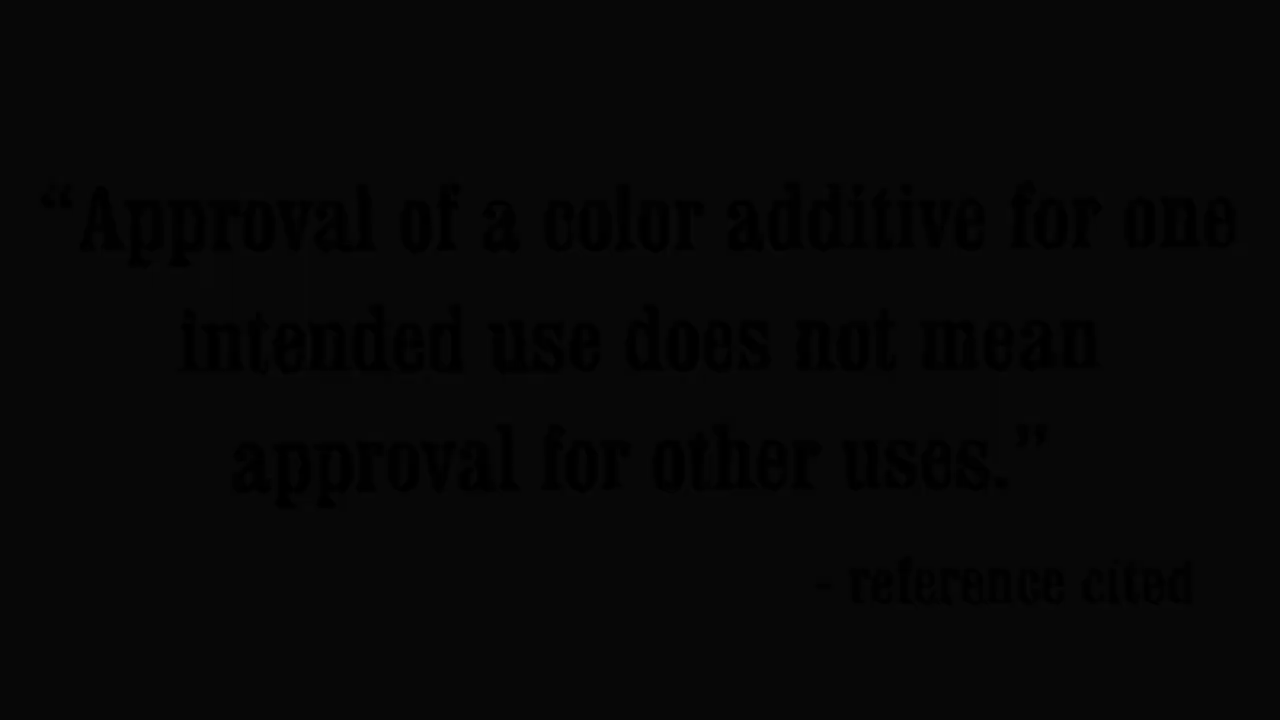 “Approval of a color additive for one
intended use does not mean
approval for other uses.”
- reference cited